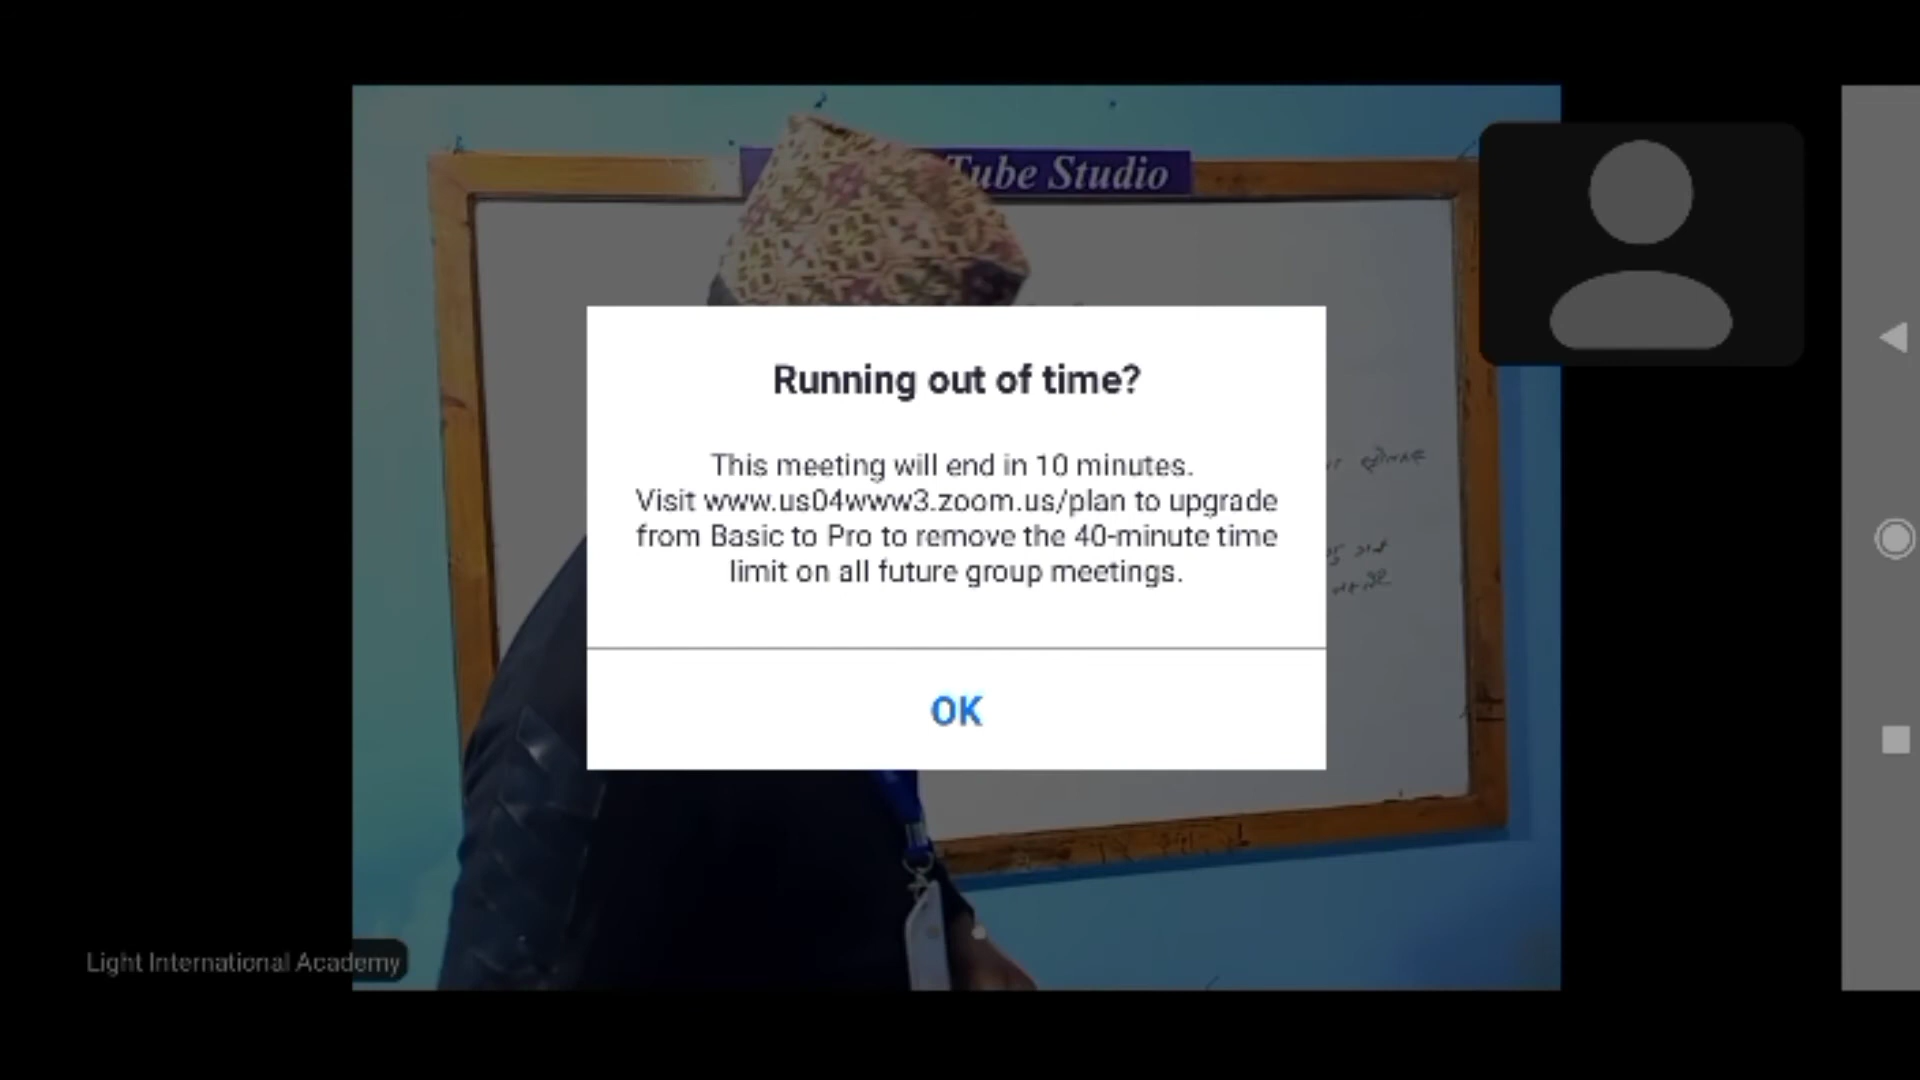 Tube Studio
Running out of time?
This meeting will end in 10 minutes.
Visit www.us04www3.zoom.us/plan to upgrade
from Basic to Pro to remove the 40-minute time
limit on all future group meetings.
OK
Light International Academy